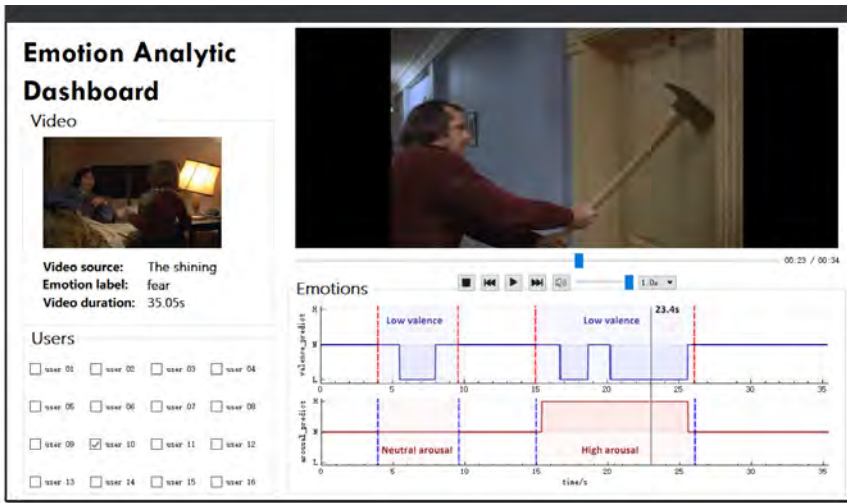 Emotion Analytic
Dashboard
Video
Video source: The shining
Emotion label: fear
Video duration: 35.05s
Users
user 01 user 02 user 03 user 04
user 05 user 06 user 07 user 08
user 09 user 10 user 11 user 12
user 13 user 14 user 15 user 16
00:23 / 00:34
1.0x
Emotions
23.4s
Low valence Low valence
valence_predict
H
N
L
0 5 10 15 20 25 30 35
arousal_predict
H
N
L
Neutral arousal High arousal
0 5 10 15 20 25 30 35
time/s